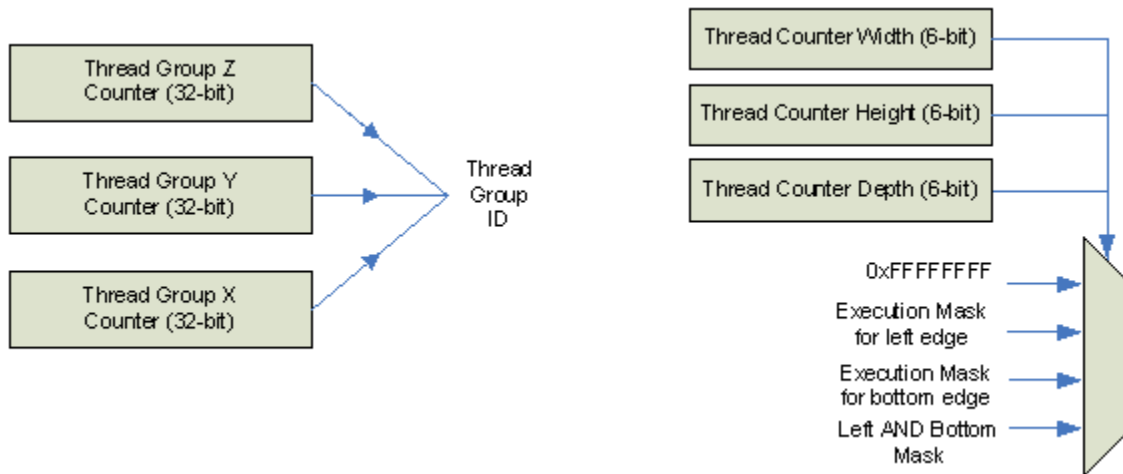 Thread Group Z
Counter (32-bit)
Thread Group Y
Counter (32-bit)
Thread Group X
Counter (32-bit)
Thread
Group
ID
Thread Counter Width (6-bit)
Thread Counter Height (6-bit)
Thread Counter Depth (6-bit)
0xFFFFFFFF
Execution Mask
for left edge
Execution Mask
for bottom edge
Left AND Bottom
Mask